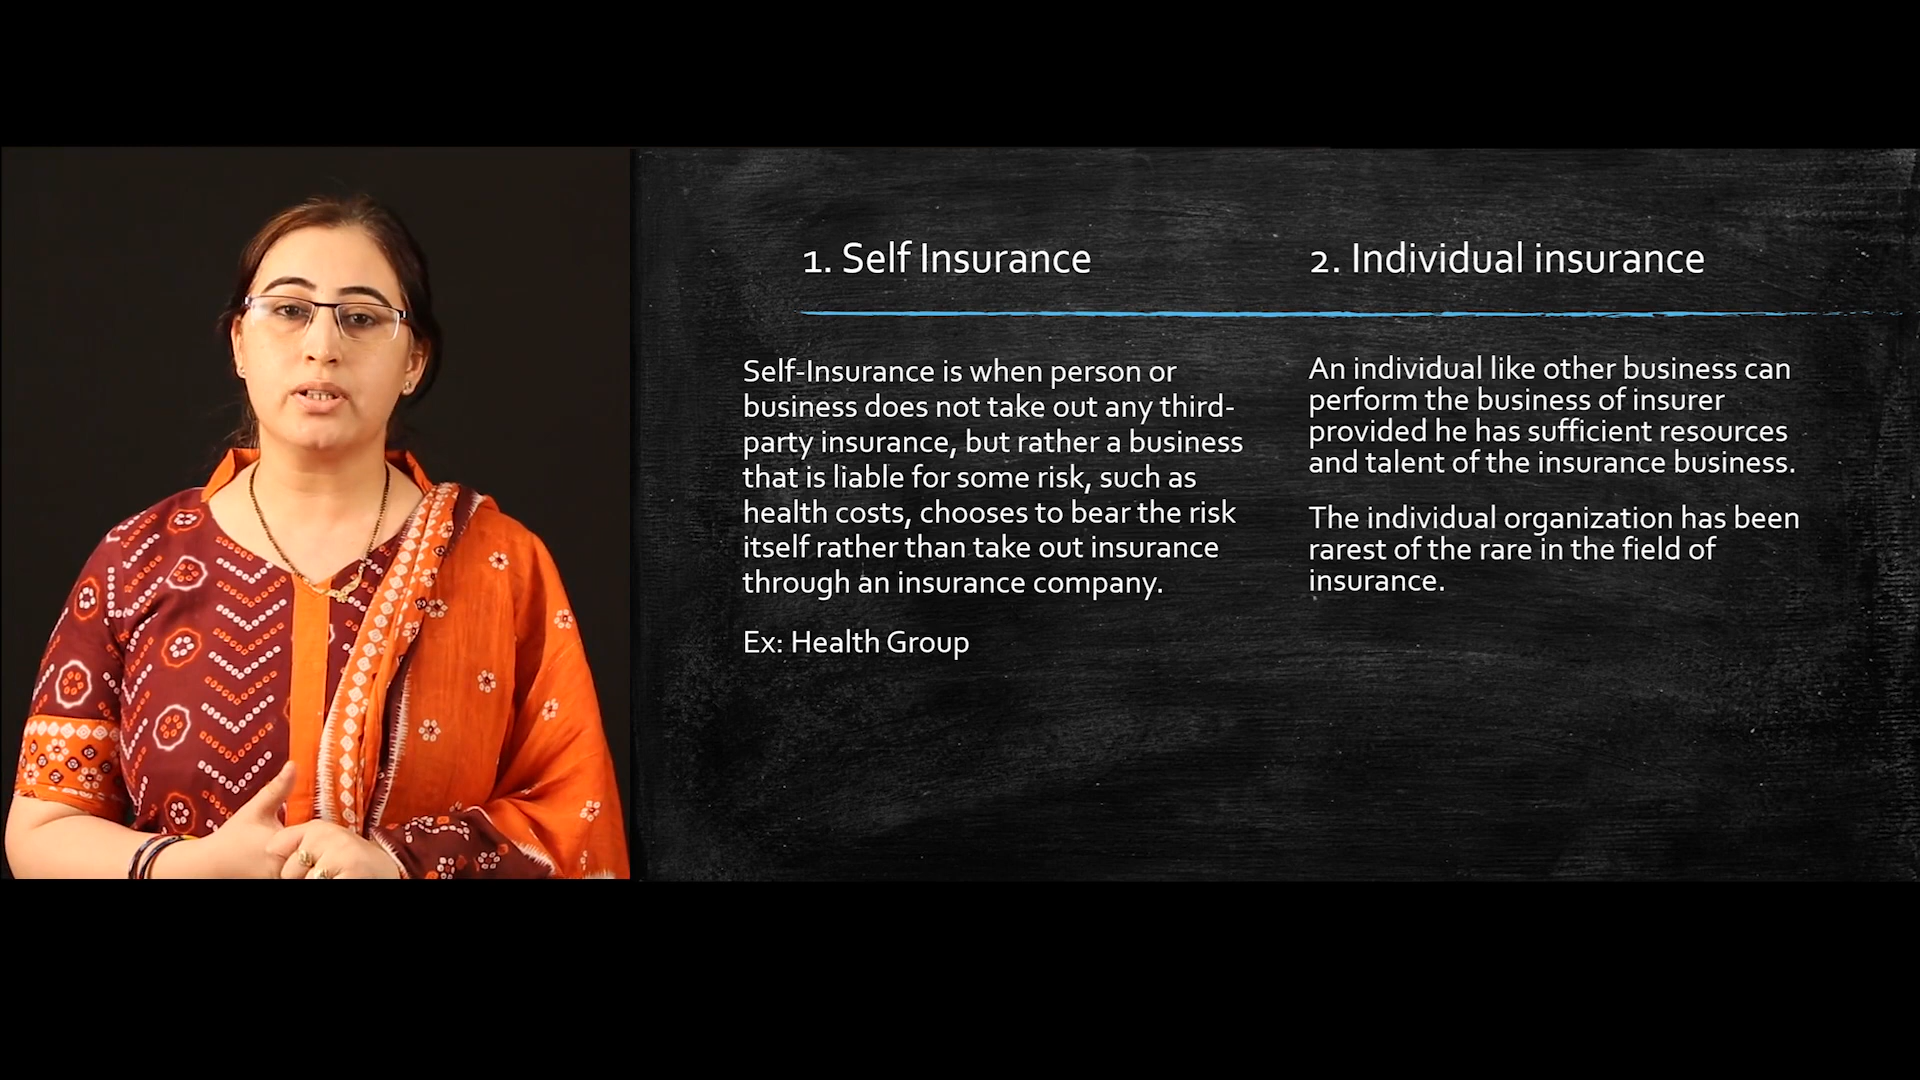 1. Self Insurance
Self-Insurance is when person or
business does not take out any third-
party insurance, but rather a business
that is liable for some risk, such as
health costs, chooses to bear the risk
itself rather than take out insurance
through an insurance company.
Ex: Health Group
2. Individual insurance
An individual like other business can
perform the business of insurer
provided he has sufficient resources
and talent of the insurance business.
The individual organization has been
rarest of the rare in the field of
insurance.